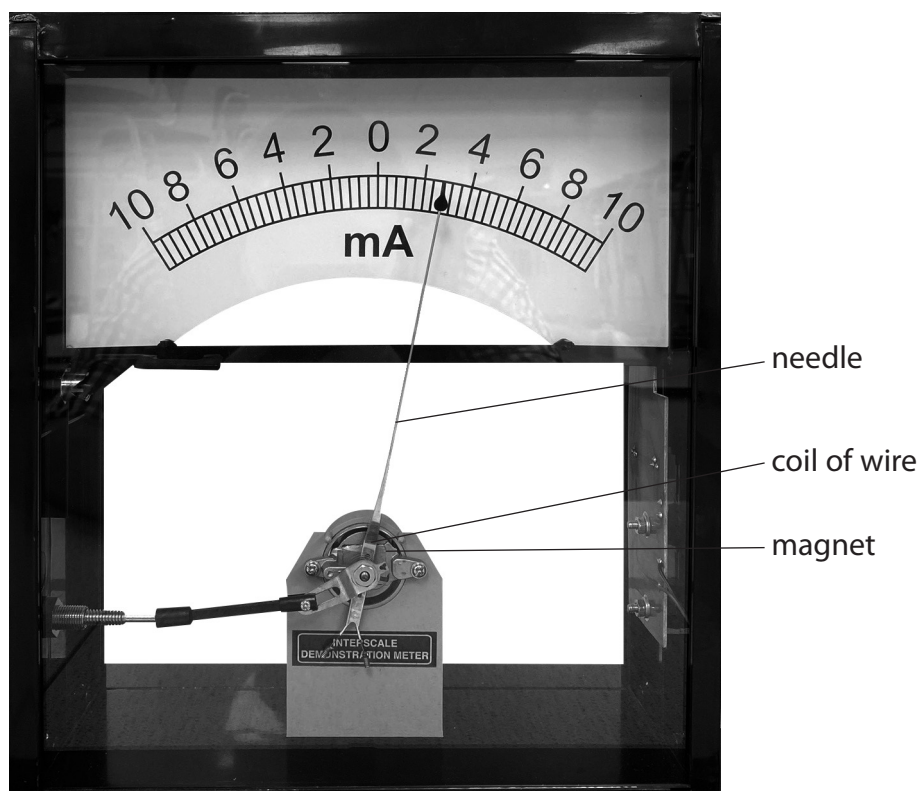 10 8 6 4 2 0 2 4 6 8 10
mA
needle
coil of wire
magnet
INTERSCALE
DEMONSTRATION METER